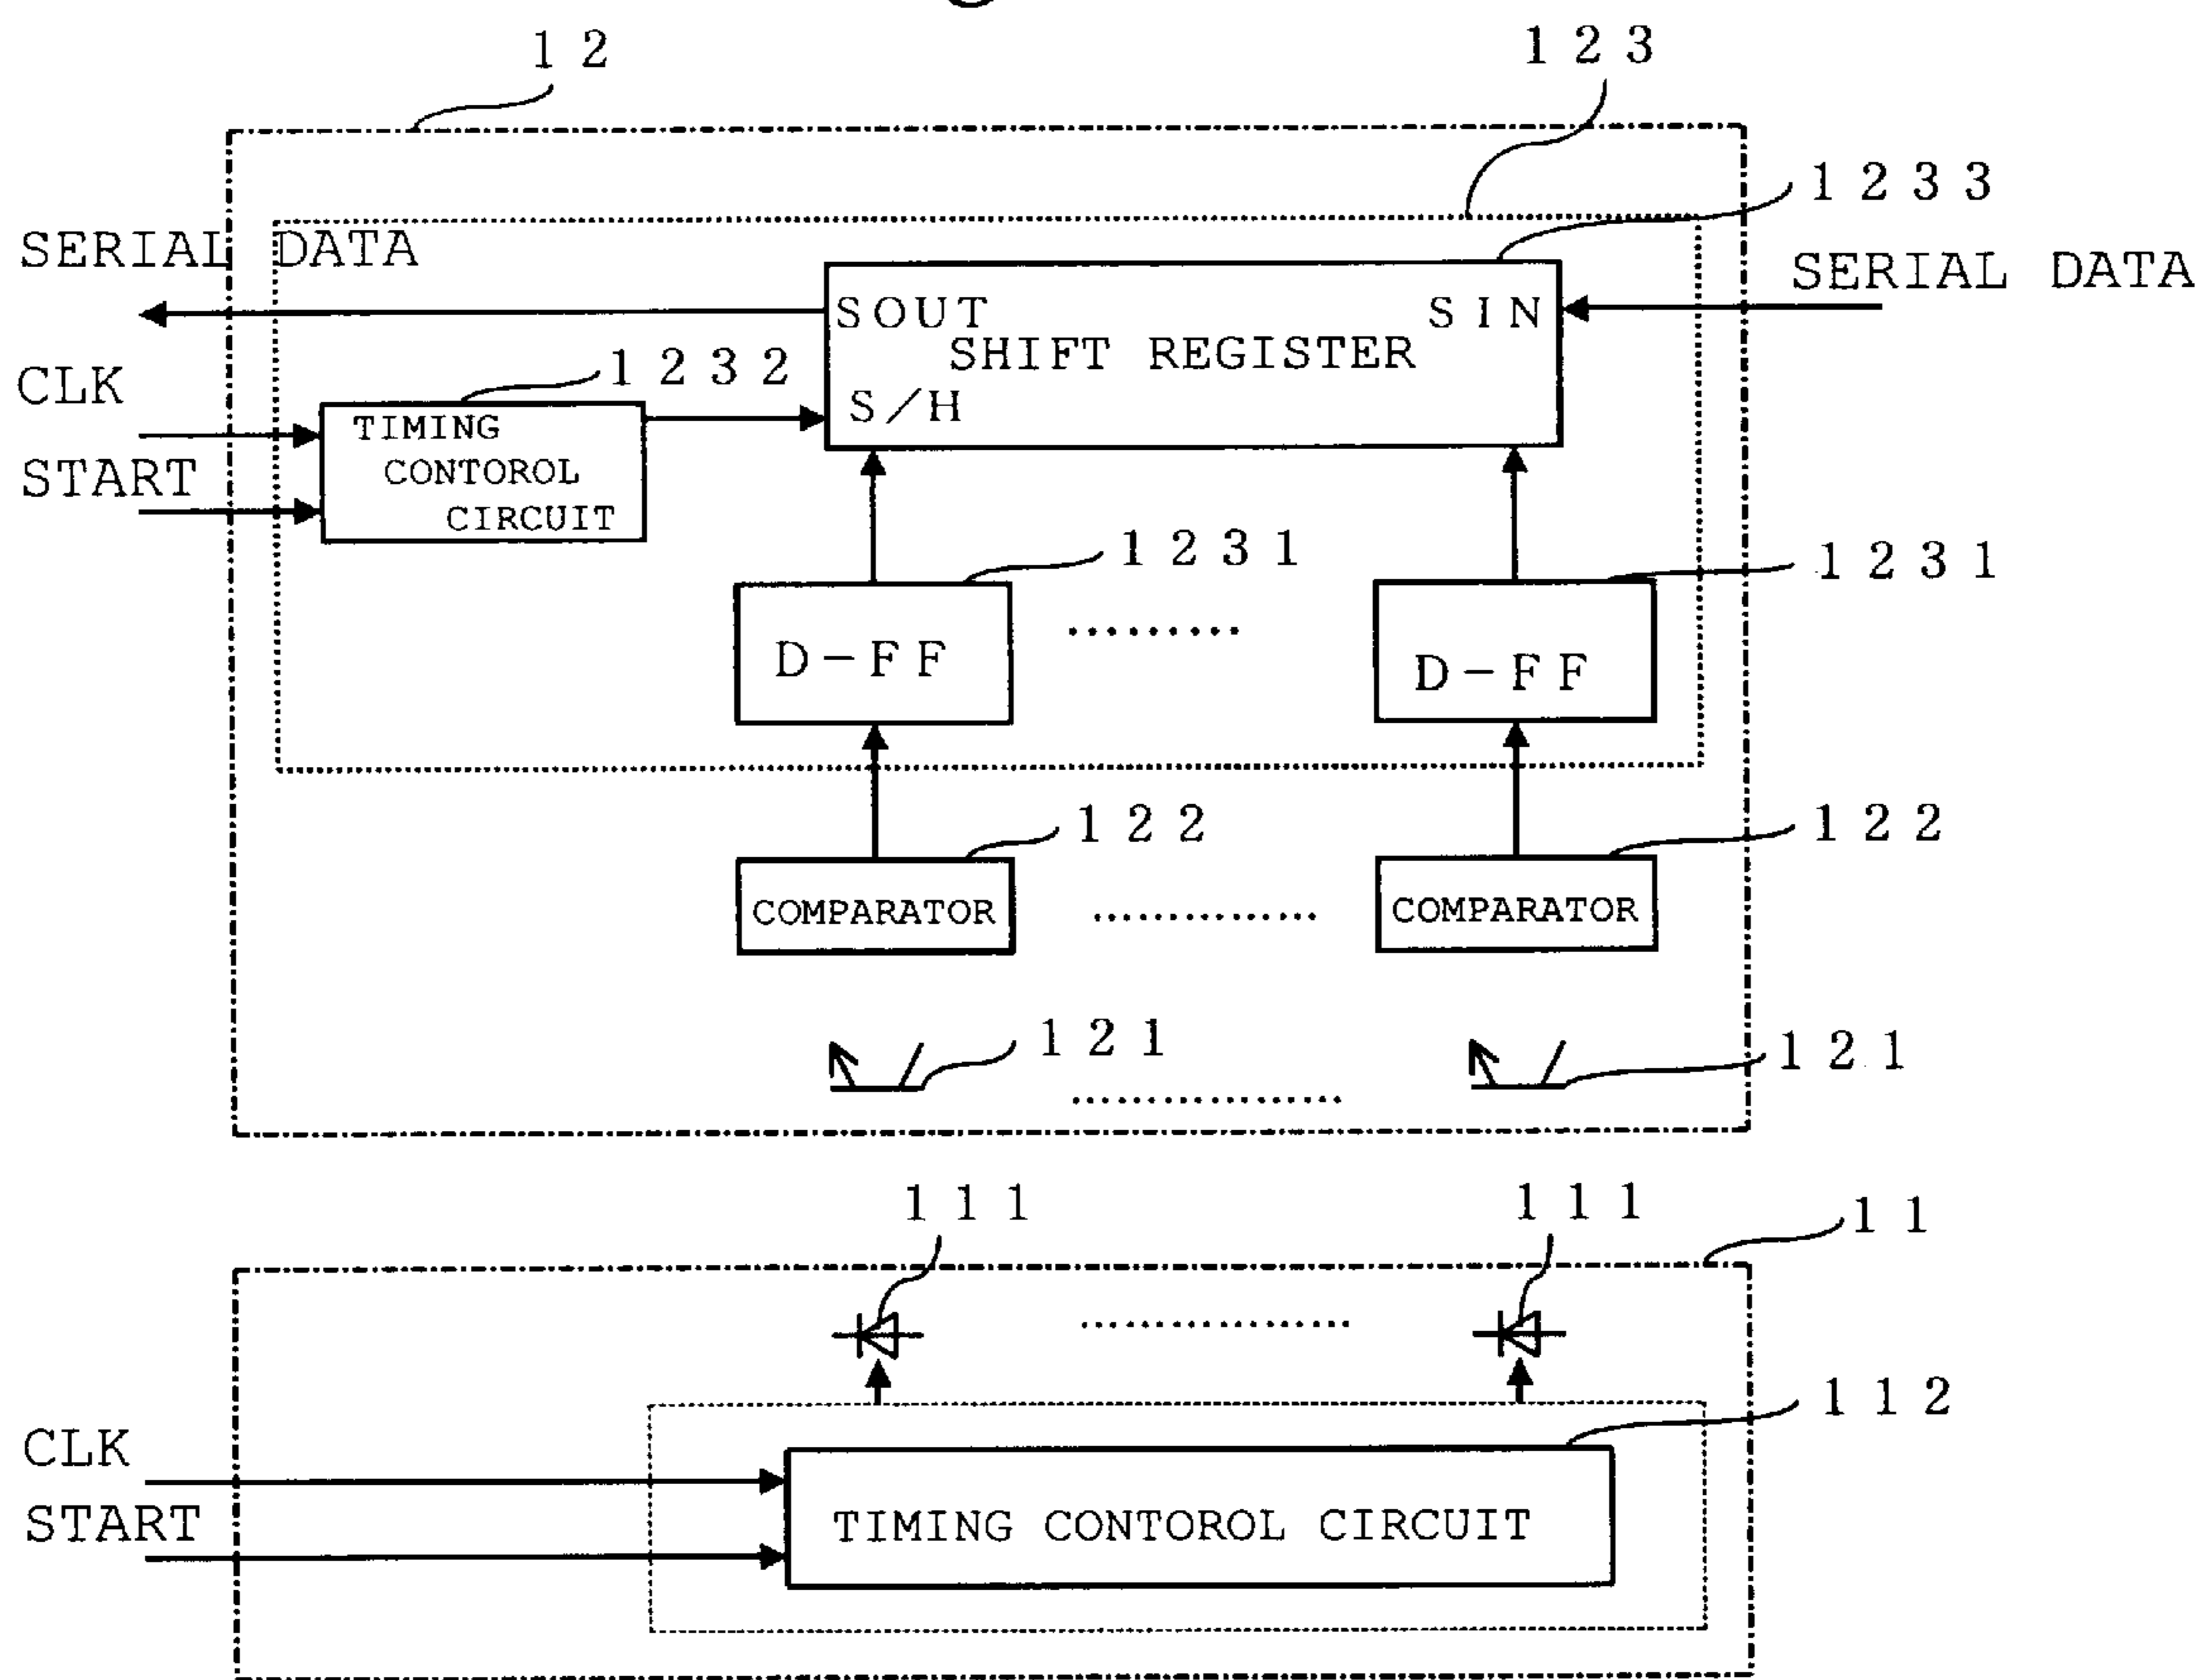 12
123
1233
SERIAL DATA
SERIAL DATA
SOUT
SIN
SHIFT REGISTER
S/H
CLK
1232
START
TIMING
CONTOROL
CIRCUIT
1231
1231
D-FF
D-FF
122
122
COMPARATOR
COMPARATOR
121
121
111
111
11
112
CLK
START
TIMING CONTOROL CIRCUIT